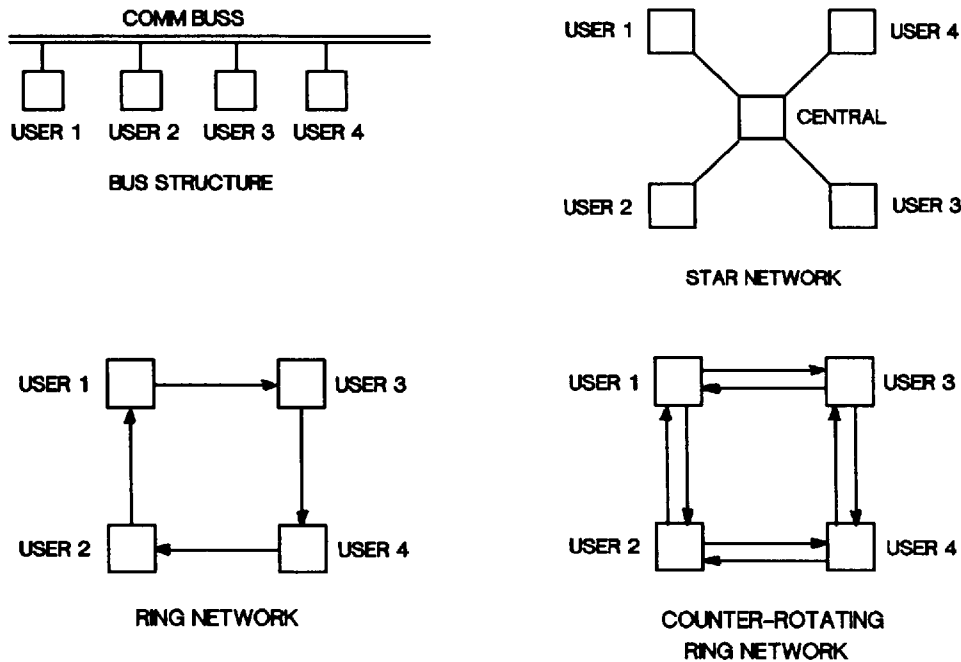 COMM BUSS
USER 1 USER 2 USER 3 USER 4
BUS STRUCTURE
USER 1
USER 4
CENTRAL
USER 2
USER 3
STAR NETWORK
USER 1
USER 3
USER 2
USER 4
RING NETWORK
USER 1
USER 3
USER 2
USER 4
COUNTER-ROTATING
RING NETWORK